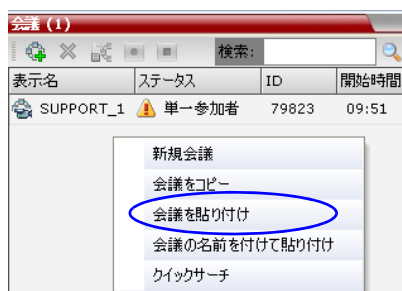 会議 (1)
検索:
表示名 ステータス ID 開始時間
SUPPORT_1 単一参加者 79823 09:51
新規会議
会議をコピー
会議を貼り付け
会議の名前を付けて貼り付け
クイックサーチ